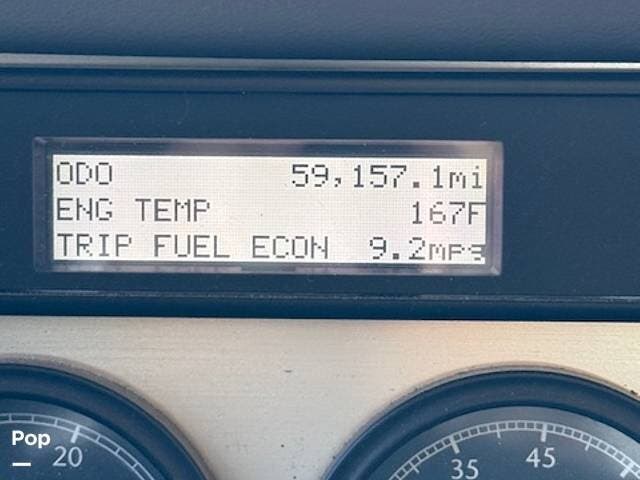 ODO 59,157.1mi
ENG TEMP 167F
TRIP FUEL ECON 9.2mpg
Pop
20
35 45